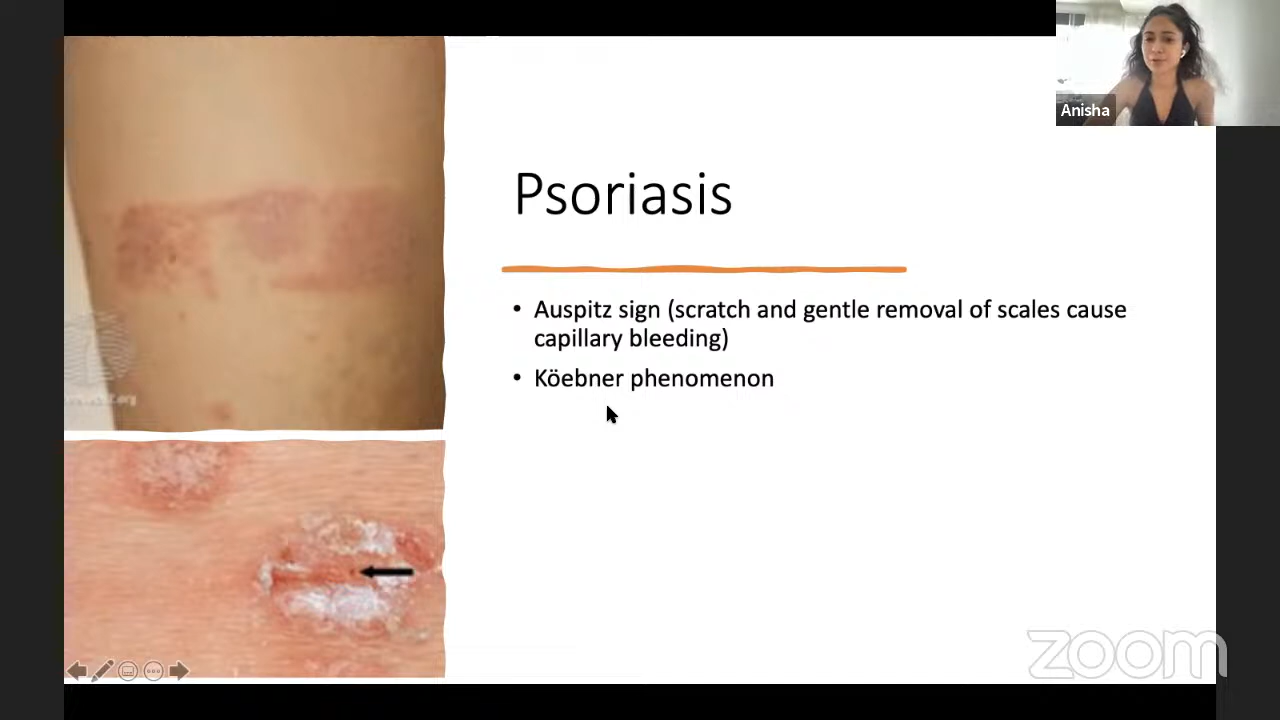 Anisha
Psoriasis
• Auspitz sign (scratch and gentle removal of scales cause
capillary bleeding)
• Köebner phenomenon
zoom